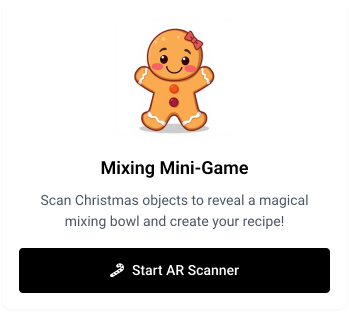 Mixing Mini-Game
Scan Christmas objects to reveal a magical
mixing bowl and create your recipe!
Start AR Scanner